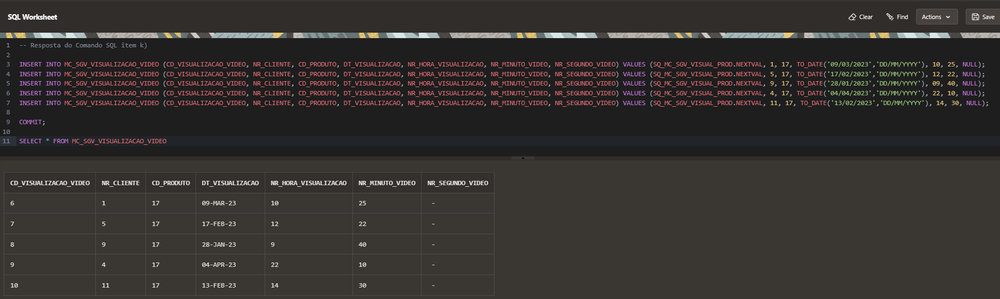 SQL Worksheet
Clear Find Actions Save
1 -- Resposta do Comando SQL item k)
2
3 INSERT INTO MC_SGV_VISUALIZACAO_VIDEO (CD_VISUALIZACAO_VIDEO, NR_CLIENTE, CD_PRODUTO, DT_VISUALIZACAO, NR_HORA_VISUALIZACAO, NR_MINUTO_VIDEO, NR_SEGUNDO_VIDEO) VALUES (SQ_MC_SGV_VISUAL_PROD.NEXTVAL, 1, 17, TO_DATE('09/03/2023','DD/MM/YYYY'), 10, 25, NULL);
4 INSERT INTO MC_SGV_VISUALIZACAO_VIDEO (CD_VISUALIZACAO_VIDEO, NR_CLIENTE, CD_PRODUTO, DT_VISUALIZACAO, NR_HORA_VISUALIZACAO, NR_MINUTO_VIDEO, NR_SEGUNDO_VIDEO) VALUES (SQ_MC_SGV_VISUAL_PROD.NEXTVAL, 5, 17, TO_DATE('17/02/2023','DD/MM/YYYY'), 12, 22, NULL);
5 INSERT INTO MC_SGV_VISUALIZACAO_VIDEO (CD_VISUALIZACAO_VIDEO, NR_CLIENTE, CD_PRODUTO, DT_VISUALIZACAO, NR_HORA_VISUALIZACAO, NR_MINUTO_VIDEO, NR_SEGUNDO_VIDEO) VALUES (SQ_MC_SGV_VISUAL_PROD.NEXTVAL, 9, 17, TO_DATE('28/01/2023','DD/MM/YYYY'), 09, 40, NULL);
6 INSERT INTO MC_SGV_VISUALIZACAO_VIDEO (CD_VISUALIZACAO_VIDEO, NR_CLIENTE, CD_PRODUTO, DT_VISUALIZACAO, NR_HORA_VISUALIZACAO, NR_MINUTO_VIDEO, NR_SEGUNDO_VIDEO) VALUES (SQ_MC_SGV_VISUAL_PROD.NEXTVAL, 4, 17, TO_DATE('04/04/2023','DD/MM/YYYY'), 22, 10, NULL);
7 INSERT INTO MC_SGV_VISUALIZACAO_VIDEO (CD_VISUALIZACAO_VIDEO, NR_CLIENTE, CD_PRODUTO, DT_VISUALIZACAO, NR_HORA_VISUALIZACAO, NR_MINUTO_VIDEO, NR_SEGUNDO_VIDEO) VALUES (SQ_MC_SGV_VISUAL_PROD.NEXTVAL, 11, 17, TO_DATE('13/02/2023','DD/MM/YYYY'), 14, 30, NULL);
8
9 COMMIT;
10
11 SELECT * FROM MC_SGV_VISUALIZACAO_VIDEO
CD_VISUALIZACAO_VIDEO NR_CLIENTE CD_PRODUTO DT_VISUALIZACAO NR_HORA_VISUALIZACAO NR_MINUTO_VIDEO NR_SEGUNDO_VIDEO
6 1 17 09-MAR-23 10 25 -
7 5 17 17-FEB-23 12 22 -
8 9 17 28-JAN-23 9 40 -
9 4 17 04-APR-23 22 10 -
10 11 17 13-FEB-23 14 30 -